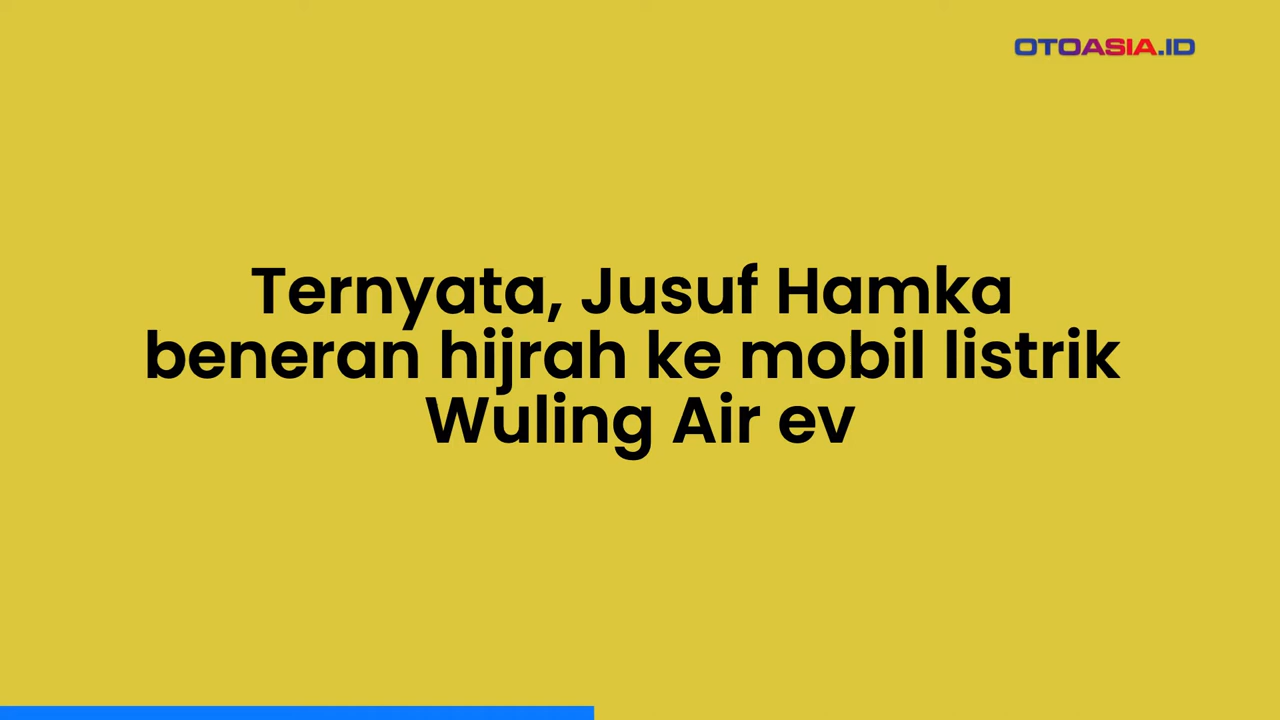 OTOASIA.ID
Ternyata, Jusuf Hamka
beneran hijrah ke mobil listrik
Wuling Air ev